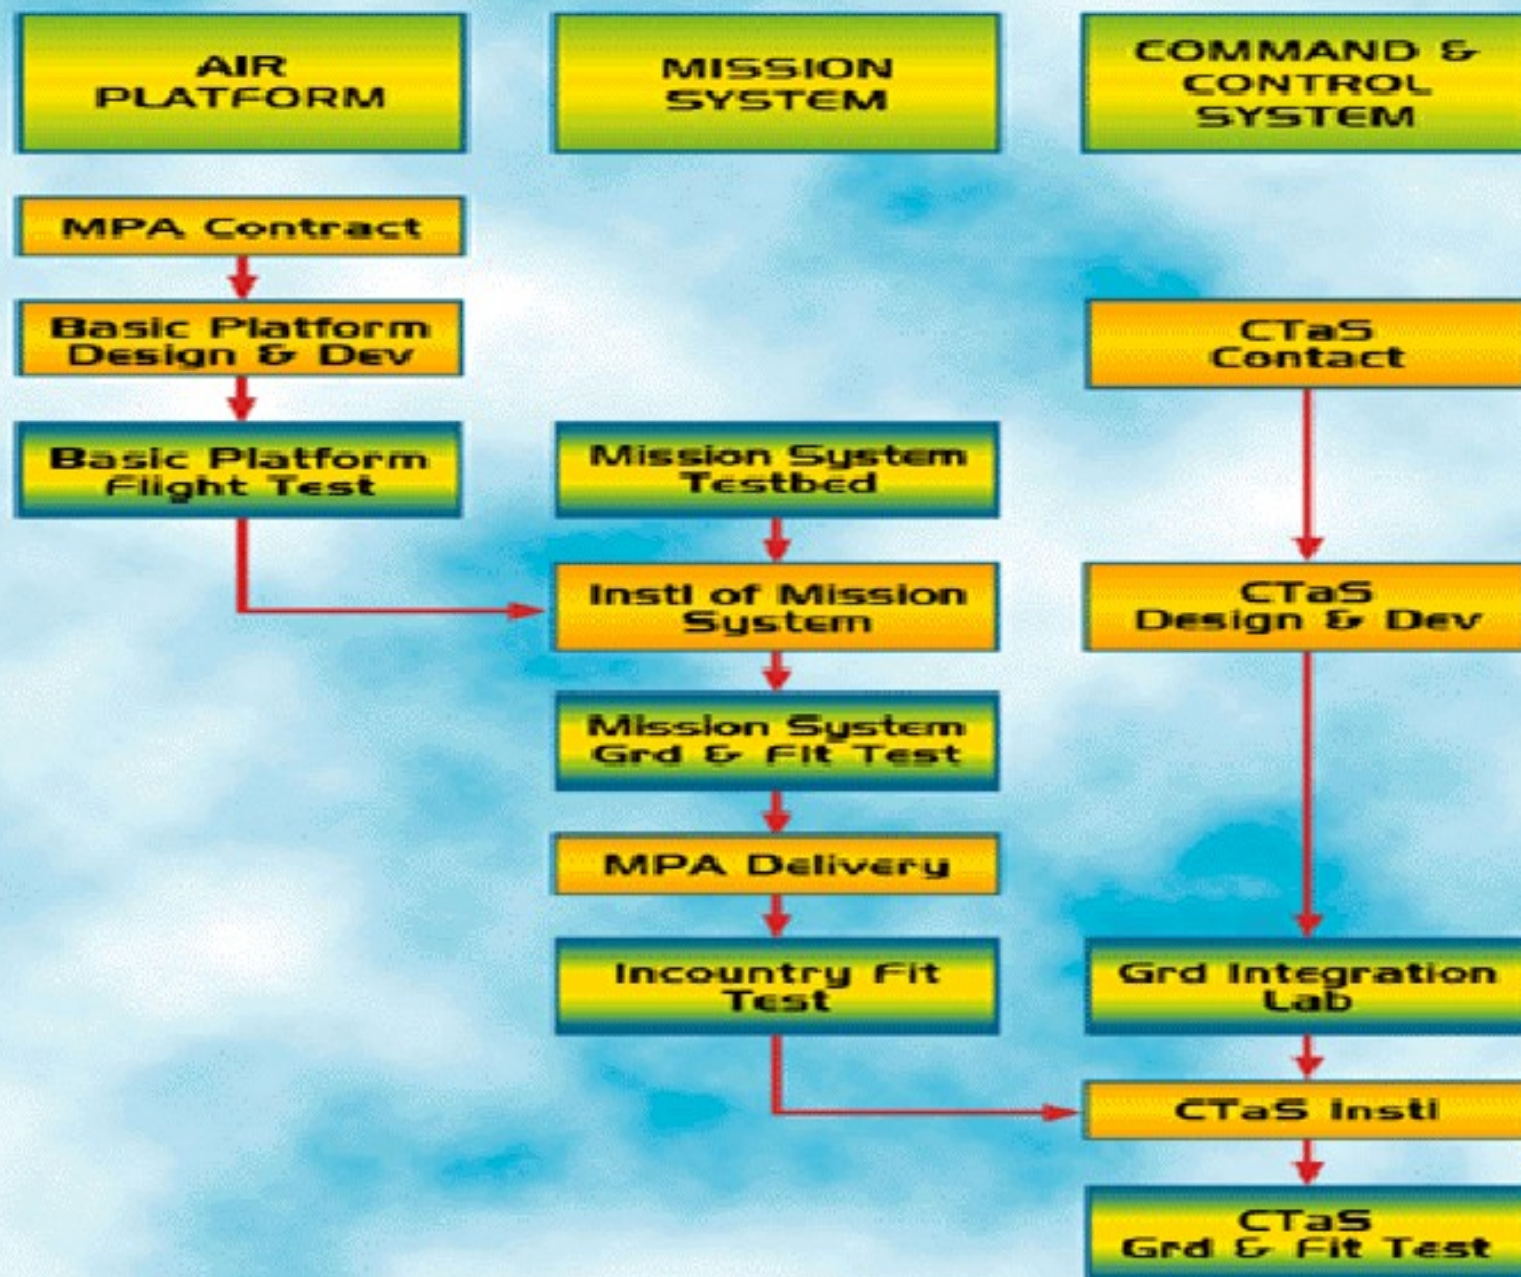 AIR
PLATFORM
MISSION
SYSTEM
COMMAND &
CONTROL
SYSTEM
MPA Contract
Basic Platform
Design & Dev
Basic Platform
Flight Test
Mission System
Testbed
Instl of Mission
System
Mission System
Grd & Flt Test
MPA Delivery
Incountry Flt
Test
CTaS
Contact
CTaS
Design & Dev
Grd Integration
Lab
CTaS Instl
CTaS
Grd & Flt Test